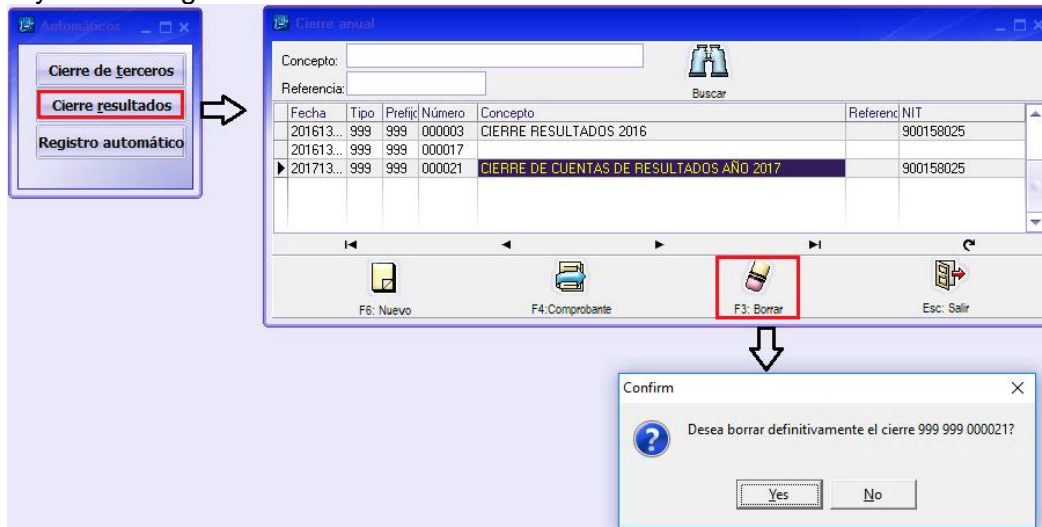 Automáticos
Cierre de terceros
Cierre resultados
Registro automático
Cierre anual
Concepto:
Referencia:
Buscar
Fecha Tipo Prefijo Número Concepto Referenc NIT
201613... 999 999 000003 CIERRE RESULTADOS 2016 900158025
201613... 999 999 000017
201713... 999 999 000021 CIERRE DE CUENTAS DE RESULTADOS AÑO 2017 900158025
F6: Nuevo F4:Comprobante F3: Borrar Esc: Salir
Confirm
Desea borrar definitivamente el cierre 999 999 000021?
Yes No